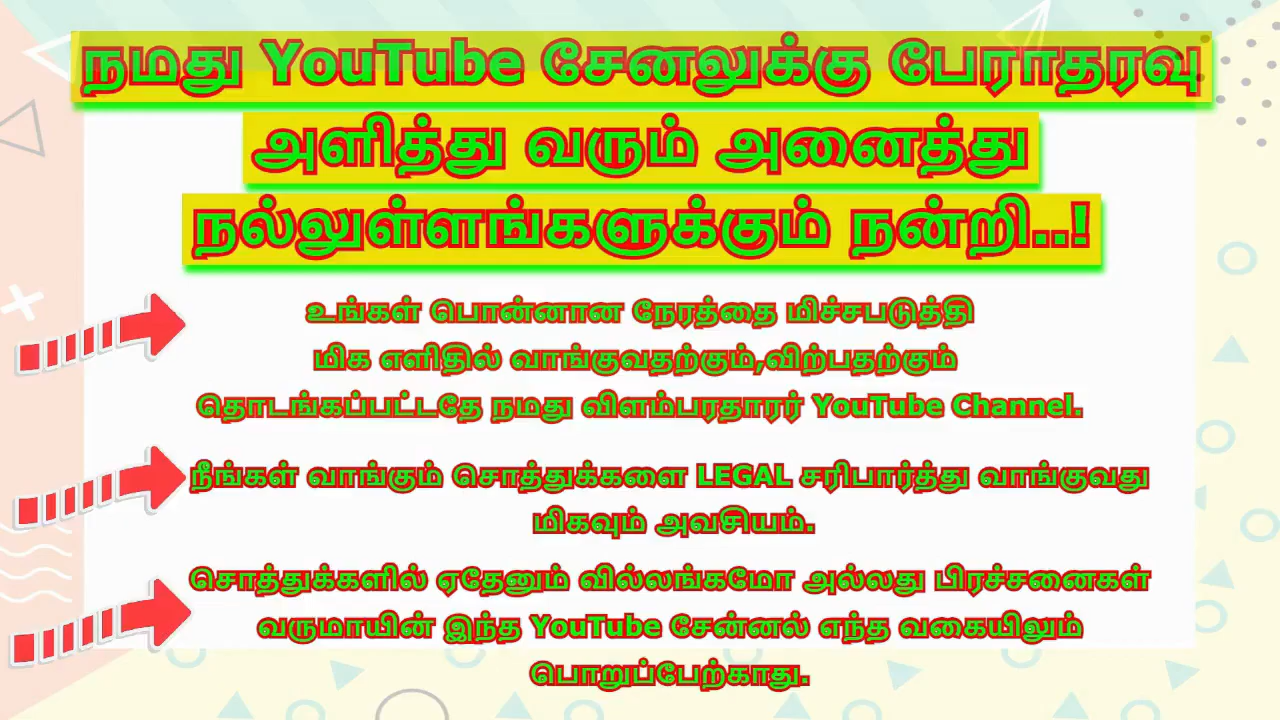 நமது YouTube சேனலுக்கு பேராதரவு
அளித்து வரும் அனைத்து
நல்லுள்ளங்களுக்கும் நன்றி..!
உங்கள் பொன்னான நேரத்தை மிச்சபடுத்தி
மிக எளிதில் வாங்குவதற்கும்,விற்பதற்கும்
தொடங்கப்பட்டதே நமது விளம்பரதாரர் YouTube Channel.
நீங்கள் வாங்கும் சொத்துக்களை LEGAL சரிபார்த்து வாங்குவது
மிகவும் அவசியம்.
சொத்துக்களில் ஏதேனும் வில்லங்கமோ அல்லது பிரச்சனைகள்
வருமாயின் இந்த YouTube சேன்னல் எந்த வகையிலும்
பொறுப்பேற்காது.